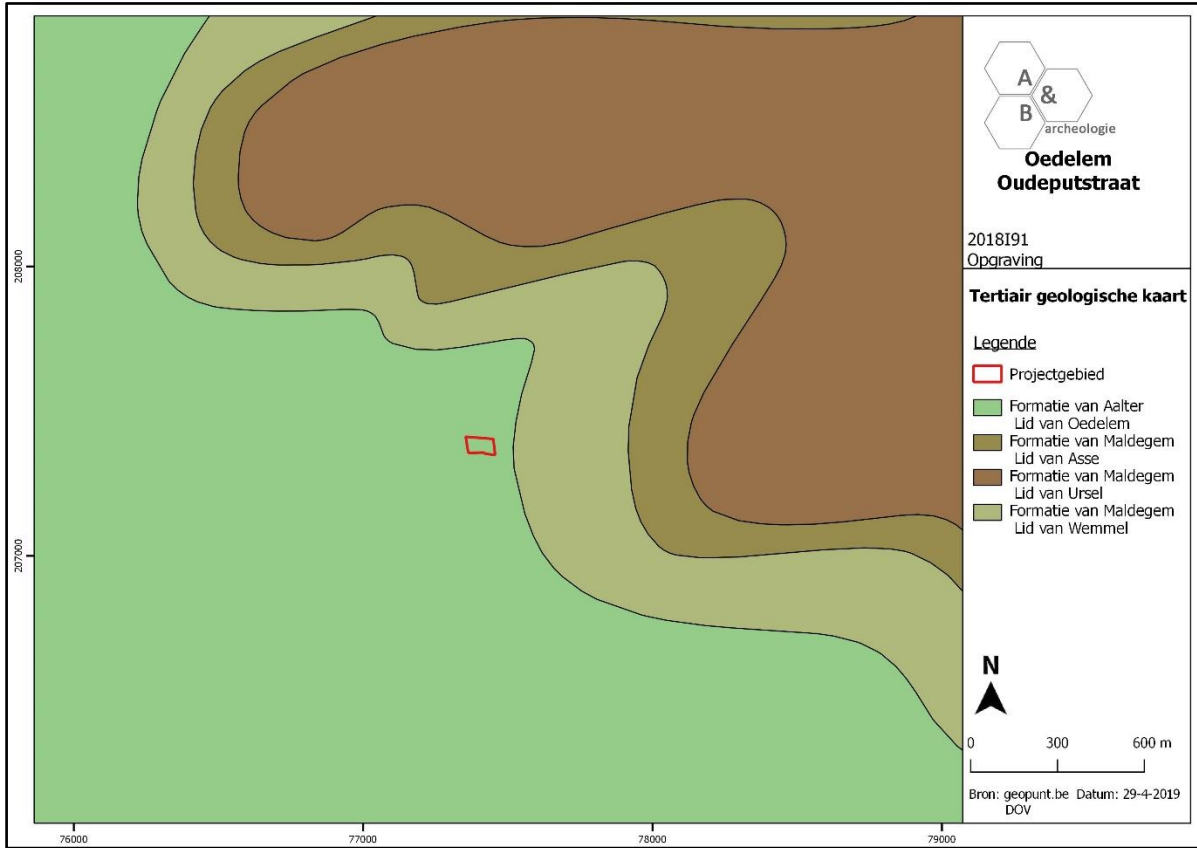 A
&
B
archeologie
Oedelem
Oudeputstraat
2018I91
Opgraving
Tertiair geologische kaart
Legende
Projectgebied
Formatie van Aalter
Lid van Oedelem
Formatie van Maldegem
Lid van Asse
Formatie van Maldegem
Lid van Ursel
Formatie van Maldegem
Lid van Wemmel
N
0 300 600 m
Bron: geopunt.be Datum: 29-4-2019
DOV
208000
207000
76000 77000 78000 79000